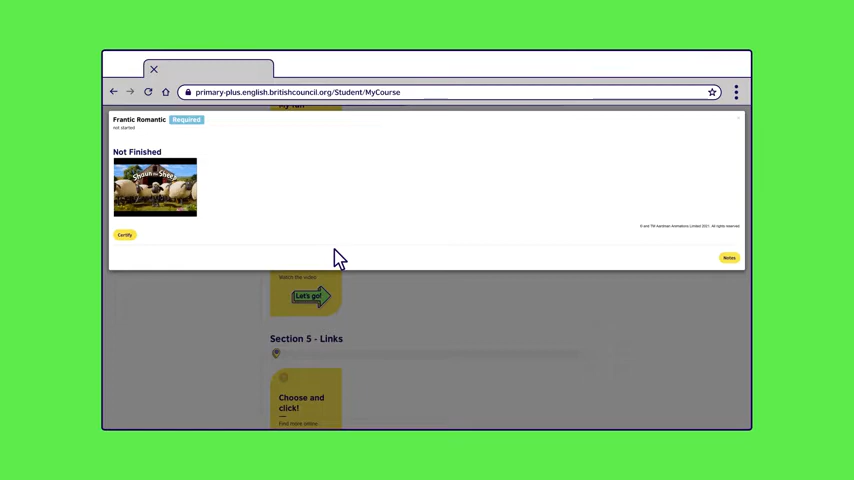 primary-plus.english.britishcouncil.org/Student/MyCourse
Frantic Romantic Required
not started
Not Finished
Shaun the Sheep
© and TM Aardman Animations Limited 2021. All rights reserved.
Certify
Notes
Watch the video
Let's go!
Section 5 - Links
Choose and
click!
Find more online